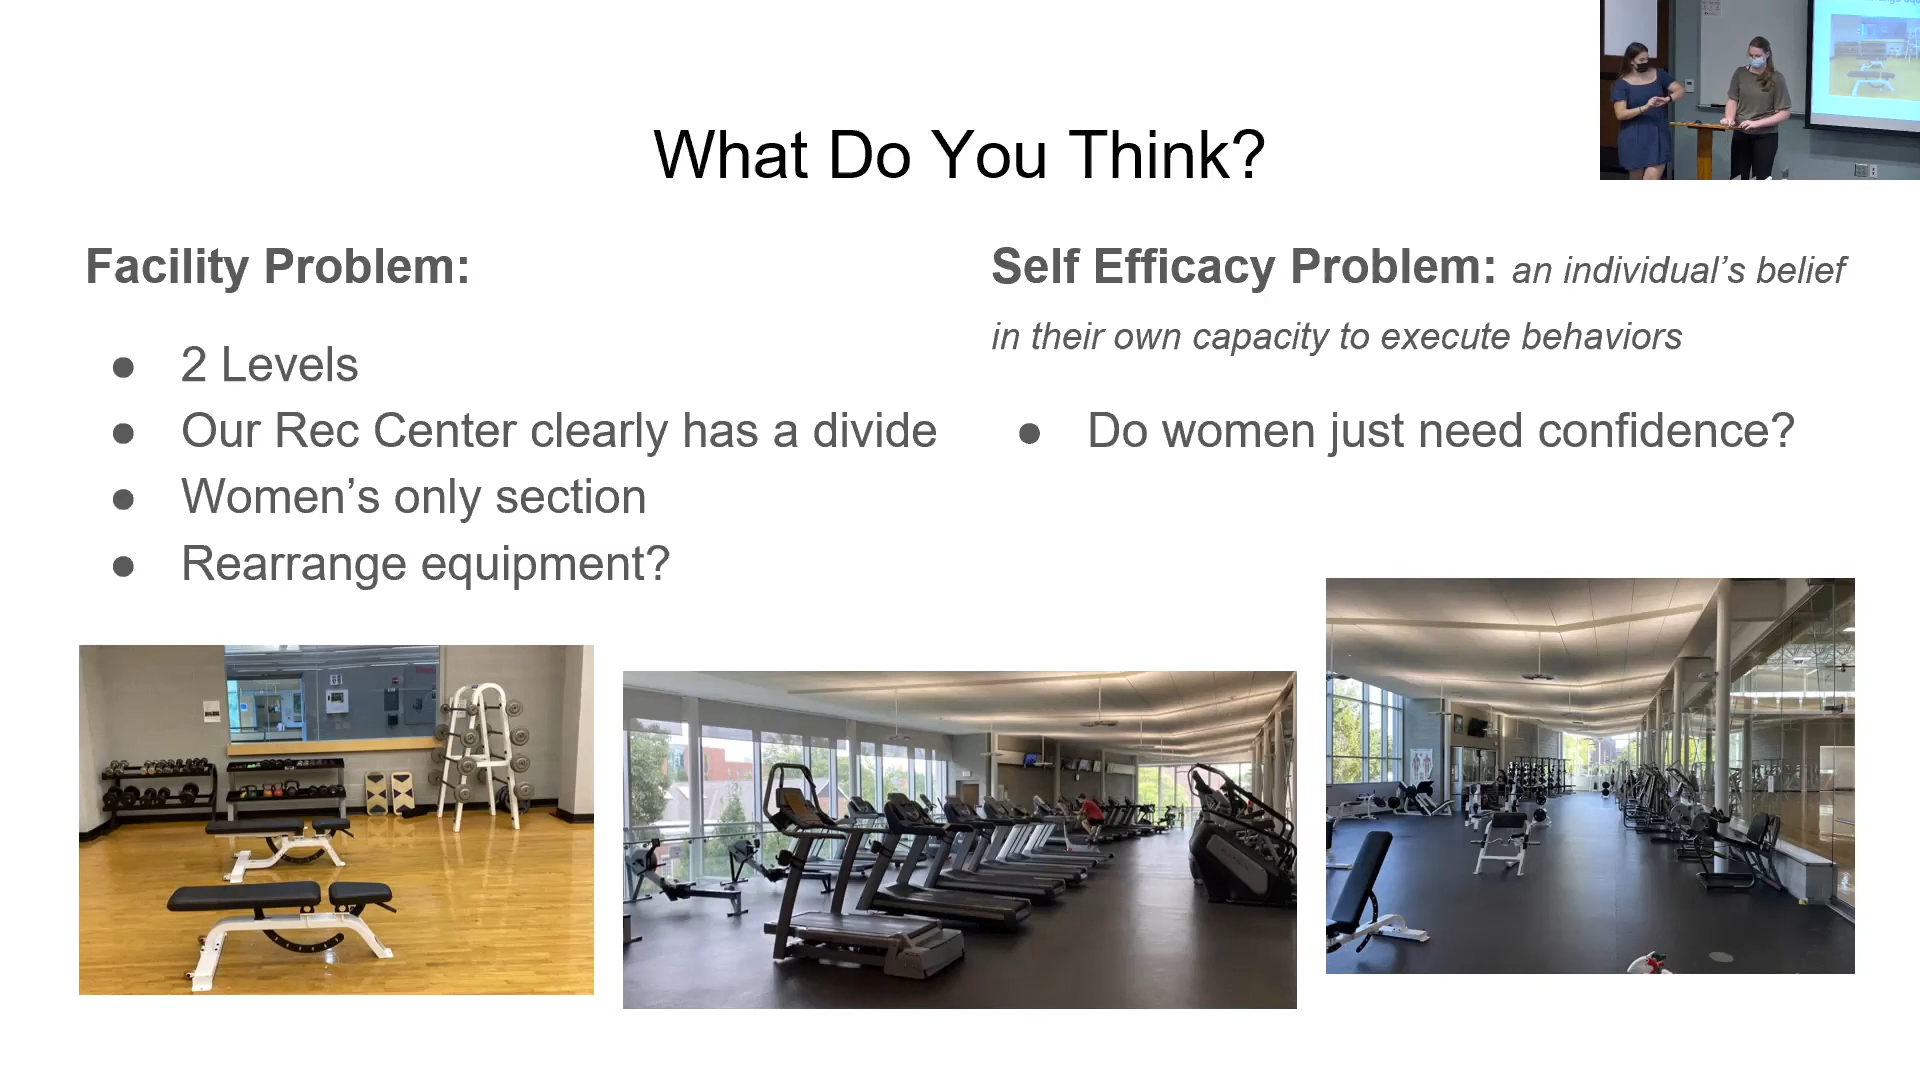 What Do You Think?
Facility Problem:
● 2 Levels
● Our Rec Center clearly has a divide
● Women’s only section
● Rearrange equipment?
Self Efficacy Problem: an individual’s belief
in their own capacity to execute behaviors
● Do women just need confidence?